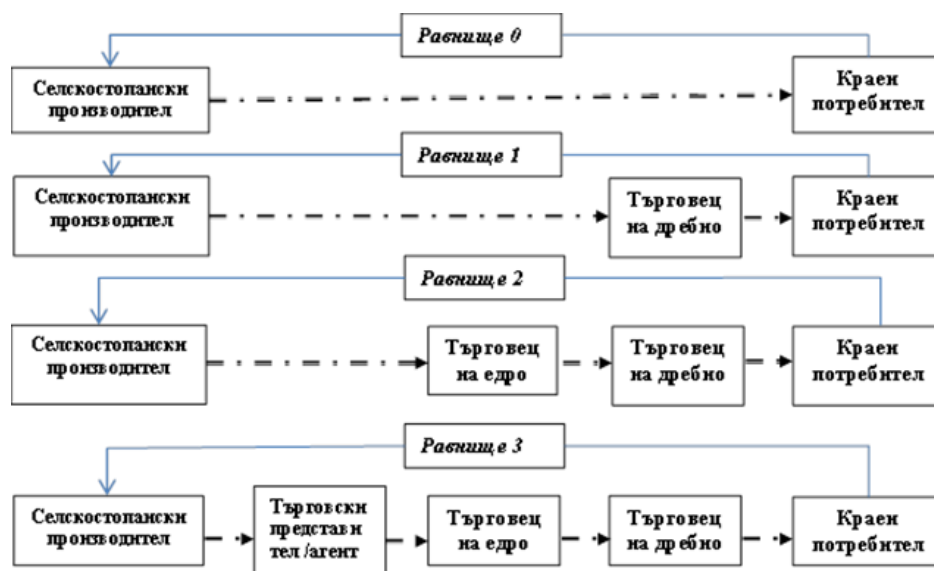 Равнище 0
Селскостопански
производител
Краен
потребител
Равнище 1
Селскостопански
производител
Търговец
на дребно
Краен
потребител
Равнище 2
Селскостопански
производител
Търговец
на едро
Търговец
на дребно
Краен
потребител
Равнище 3
Селскостопански
производител
Търговски
представи
тел /агент
Търговец
на едро
Търговец
на дребно
Краен
потребител